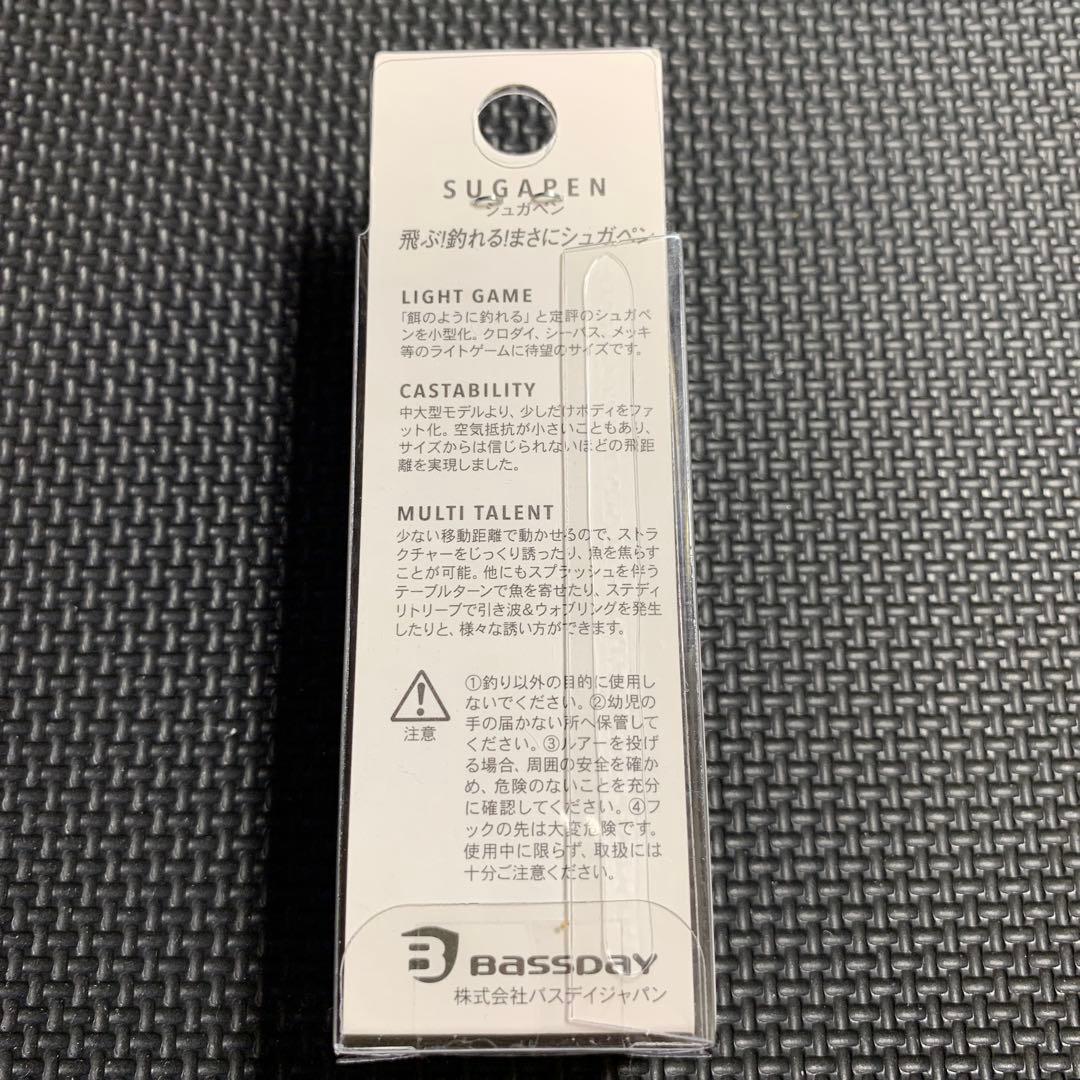 SUGAPEN
シュガペン
飛ぶ!釣れる!まさにシュガペン
LIGHT GAME
「餌のように釣れる」と定評のシュガペ
ンを小型化。クロダイ、シーバス、メッキ
等のライトゲームに待望のサイズです。
CASTABILITY
中大型モデルより、少しだけボディをファ
ット化。空気抵抗が小さいこともあり、
サイズからは信じられないほどの飛距
離を実現しました。
MULTI TALENT
少ない移動距離で動かせるので、ストラ
クチャーをじっくり誘ったり、魚を焦らす
ことが可能。他にもスプラッシュを伴う
テーブルターンで魚を寄せたり、ステディ
リトリーブで引き波&ウォブリングを発生
したりと、様々な誘い方ができます。
注意
①釣り以外の目的に使用し
ないでください。②幼児の
手の届かない所へ保管して
ください。③ルアーを投げ
る場合、周囲の安全を確か
め、危険のないことを充分
に確認してください。④フ
ックの先は大変危険です。
使用中に限らず、取扱には
十分ご注意ください。
BASSDAY
株式会社バスデイジャパン